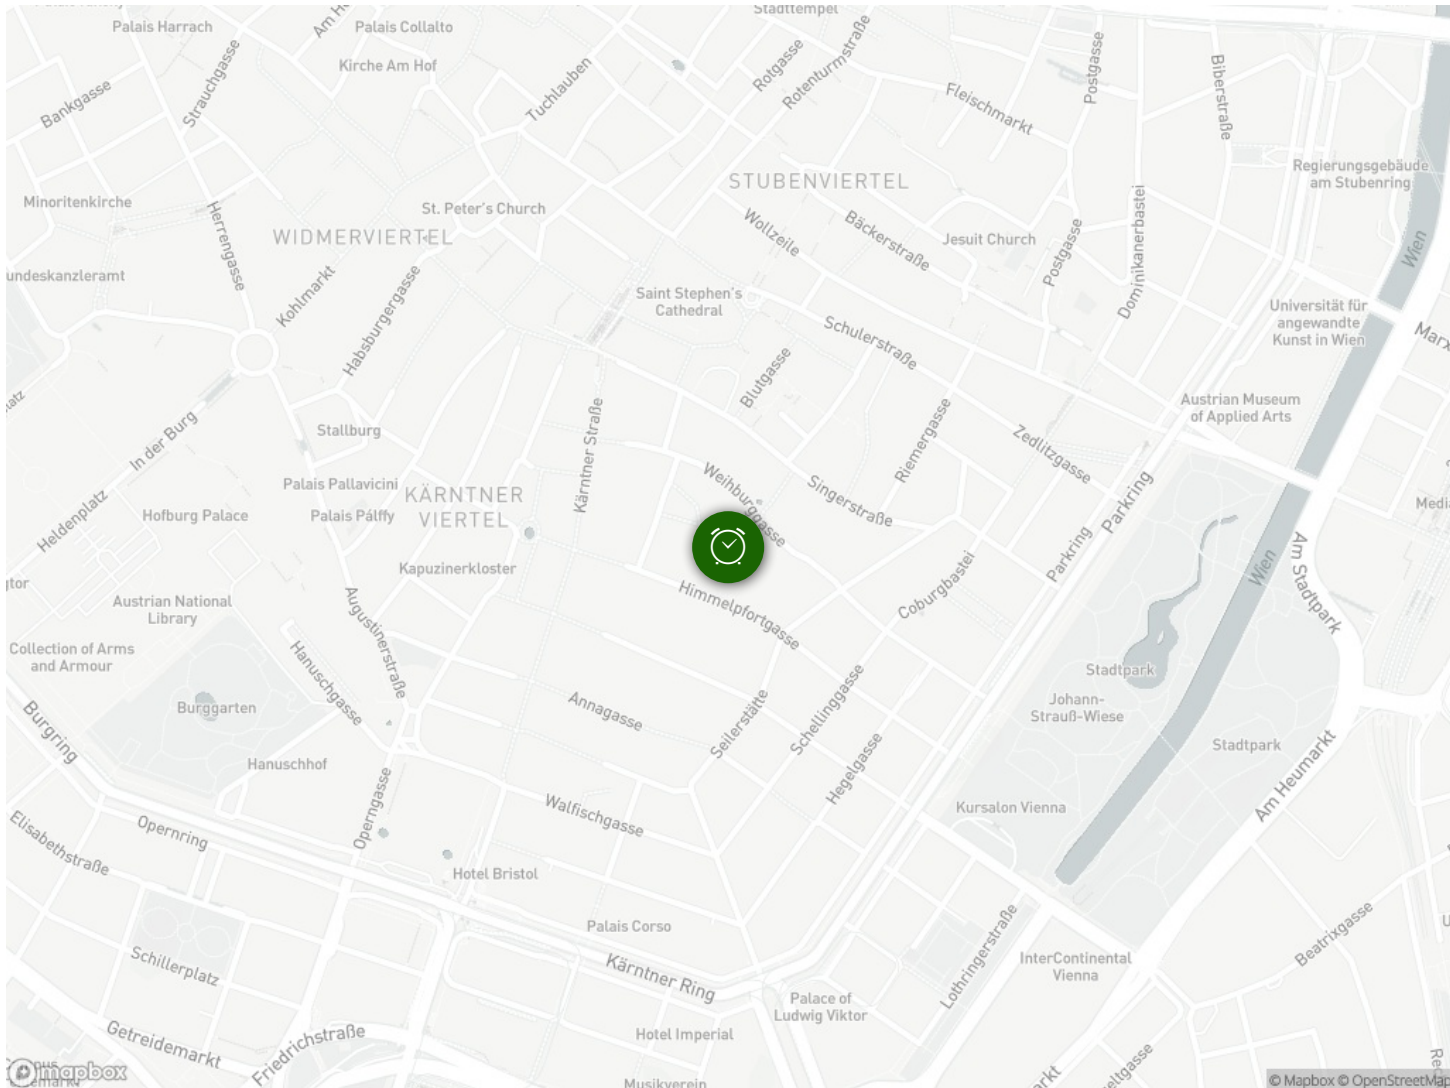 Stadttempel
Palais Harrach
Am H
Palais Collalto
Kirche Am Hof
Strauchgasse
Bankgasse
Tuchlauben
Rotgasse
Rotenturmstraße
Fleischmarkt
Postgasse
Biberstraße
Regierungsgebäude
am Stubenring
STUBENVIERTEL
Minoritenkirche
Herrengasse
St. Peter's Church
WIDMERVIERTEL
Wollzeile
Bäckerstraße
Jesuit Church
Postgasse
Dominikanerbastei
Wien
undeskanzleramt
Kohlmarkt
Habsburgergasse
Saint Stephen's
Cathedral
Schulerstraße
Universität für
angewandte
Kunst in Wien
Marx
Blutgasse
latz
Stallburg
In der Burg
Kärntner Straße
Riemergasse
Zedlitzgasse
Austrian Museum
of Applied Arts
Palais Pallavicini
KÄRNTNER
VIERTEL
Weihburggasse
Singerstraße
Parkring
Medi
Heldenplatz
Hofburg Palace
Palais Pálffy
Parkring
Am Stadtpark
Wien
gtor
Kapuzinerkloster
Himmelpfortgasse
Coburgbastei
Austrian National
Library
Augustinerstraße
Collection of Arms
and Armour
Hanuschgasse
Stadtpark
Burggarten
Annagasse
Seilerstätte
Schellinggasse
Johann-
Strauß-Wiese
Burgring
Hanuschhof
Hegelgasse
Stadtpark
Am Heumarkt
Operngasse
Walfischgasse
Kursalon Vienna
Opernring
Elisabethstraße
Hotel Bristol
Palais Corso
Lothringerstraße
Beatrixgasse
Schillerplatz
Kärntner Ring
InterContinental
Vienna
Palace of
Ludwig Viktor
Getreidemarkt
Friedrichstraße
Hotel Imperial
Musikverein
mapbox
© Mapbox © OpenStreetMap